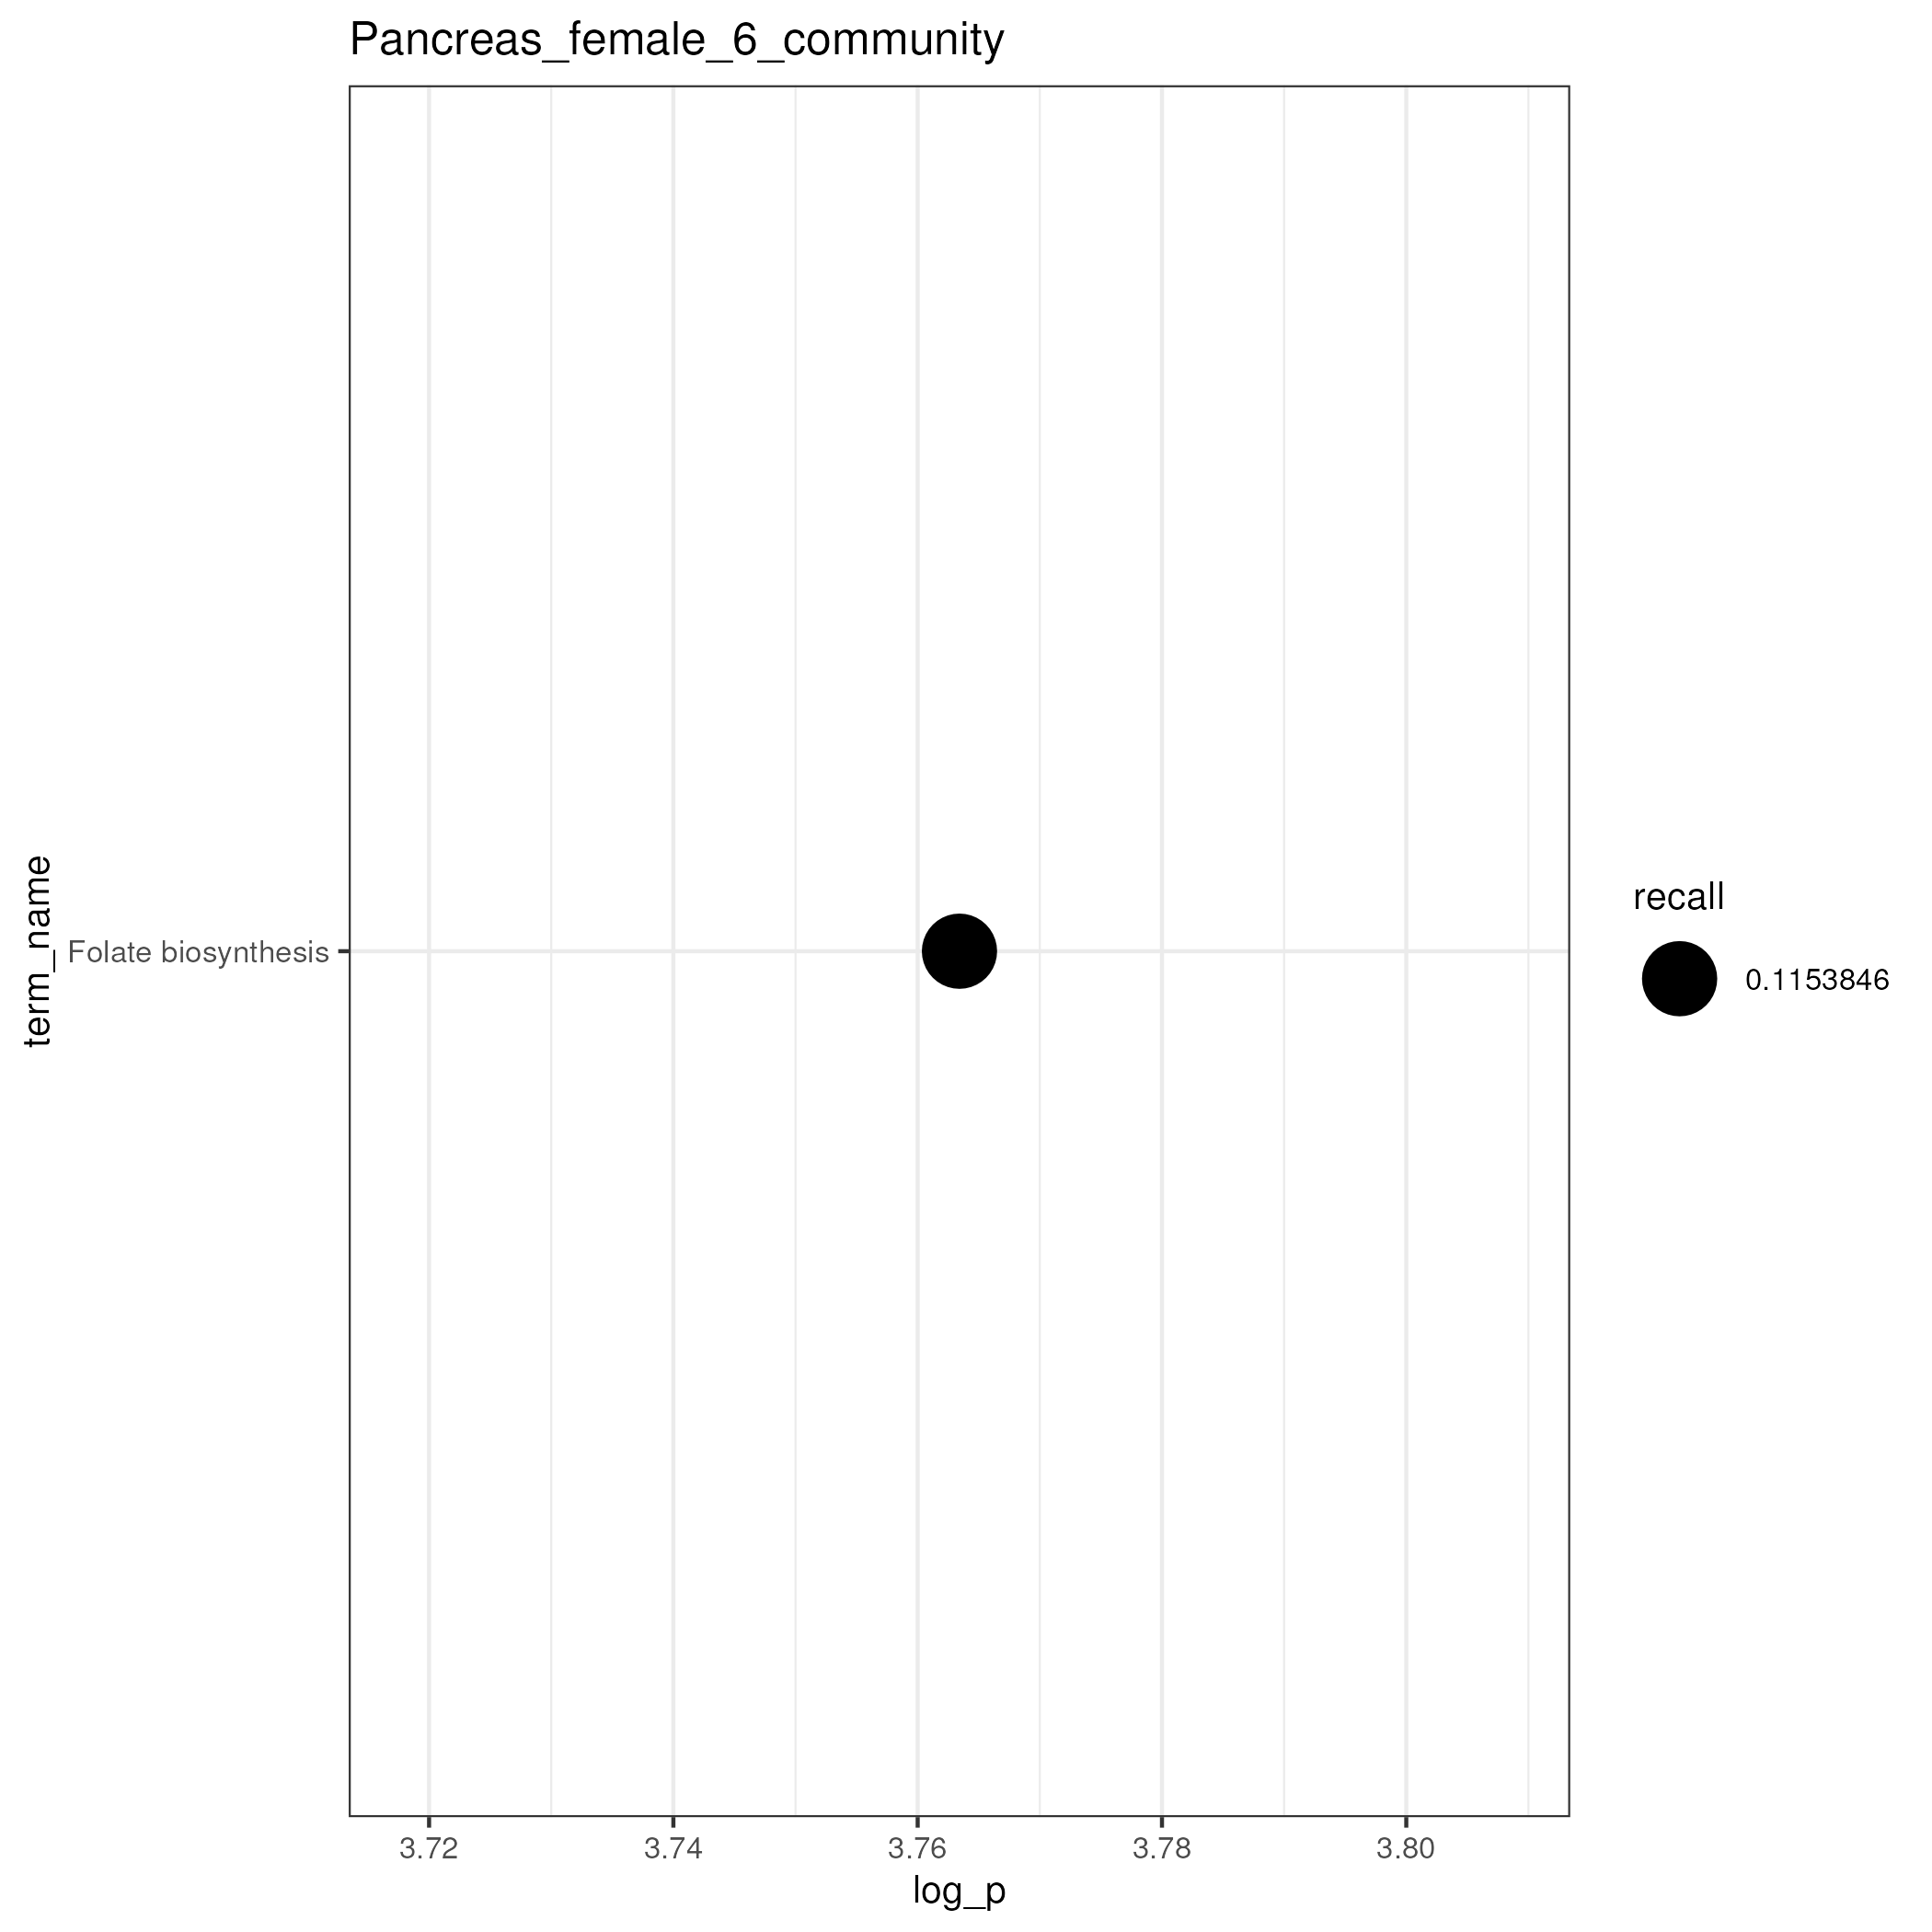 Pancreas_female_6_community
term_name
Folate biosynthesis
recall
0.1153846
3.72 3.74 3.76 3.78 3.80
log_p